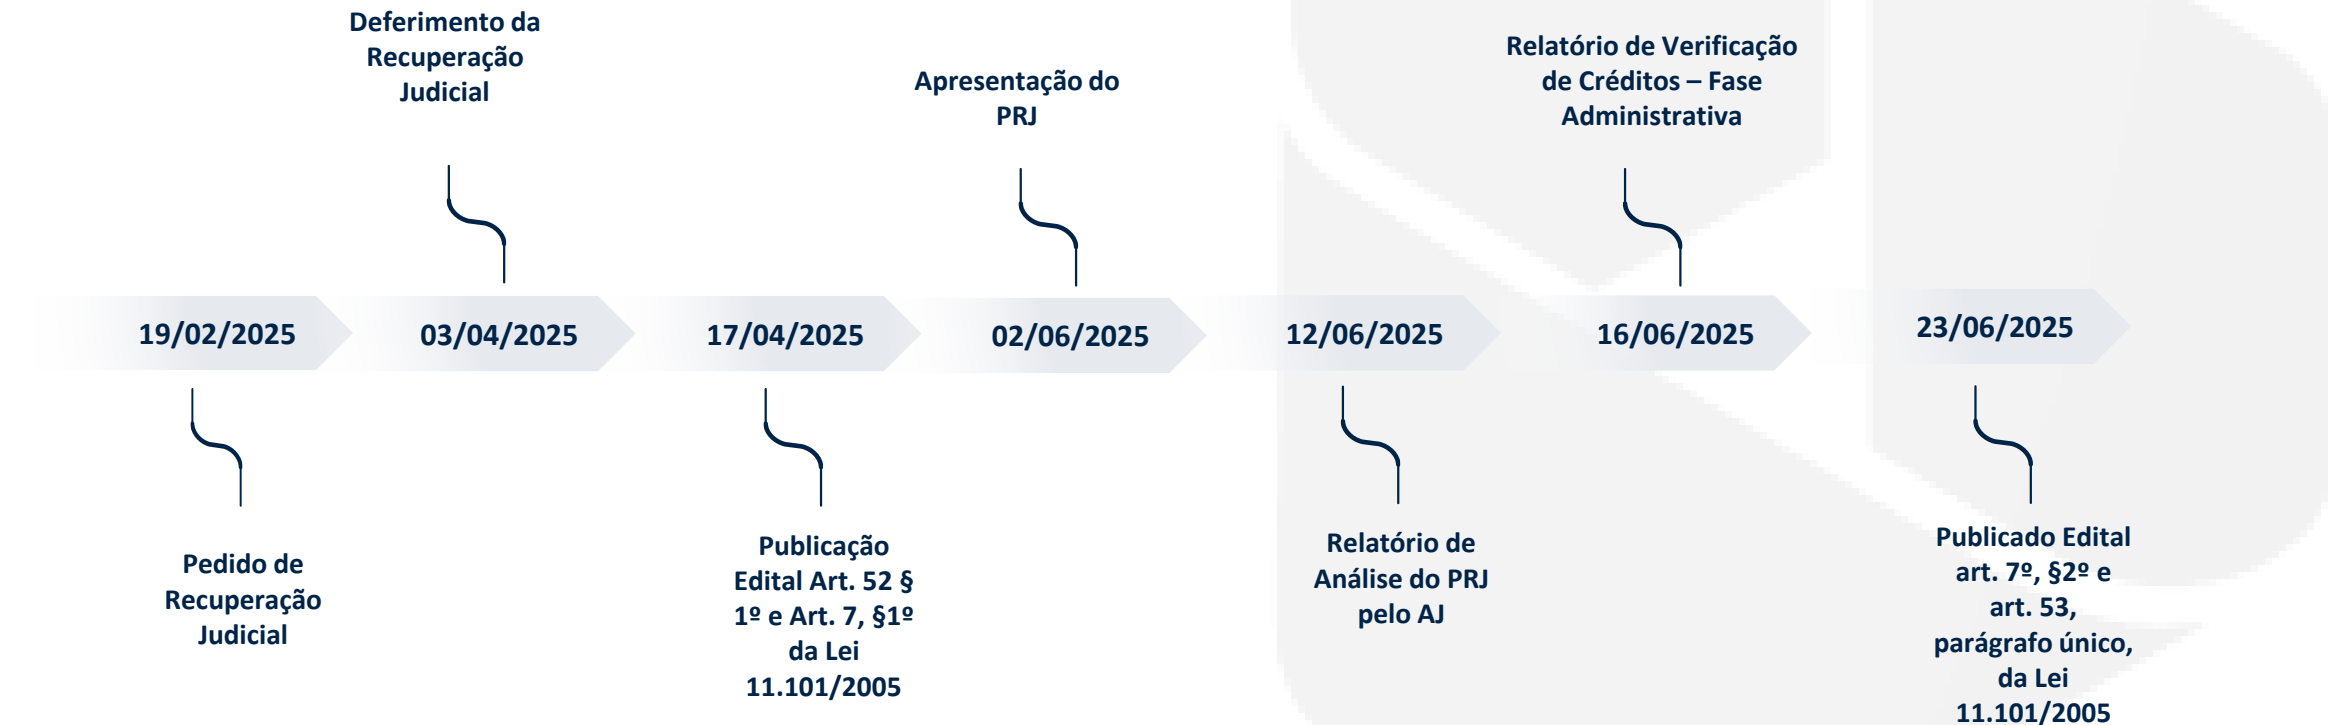 Deferimento da
Recuperação
Judicial
Apresentação do
PRJ
Relatório de Verificação
de Créditos – Fase
Administrativa
19/02/2025
03/04/2025
17/04/2025
02/06/2025
12/06/2025
16/06/2025
23/06/2025
Pedido de
Recuperação
Judicial
Publicação
Edital Art. 52 §
1º e Art. 7, §1º
da Lei
11.101/2005
Relatório de
Análise do PRJ
pelo AJ
Publicado Edital
art. 7º, §2º e
art. 53,
parágrafo único,
da Lei
11.101/2005